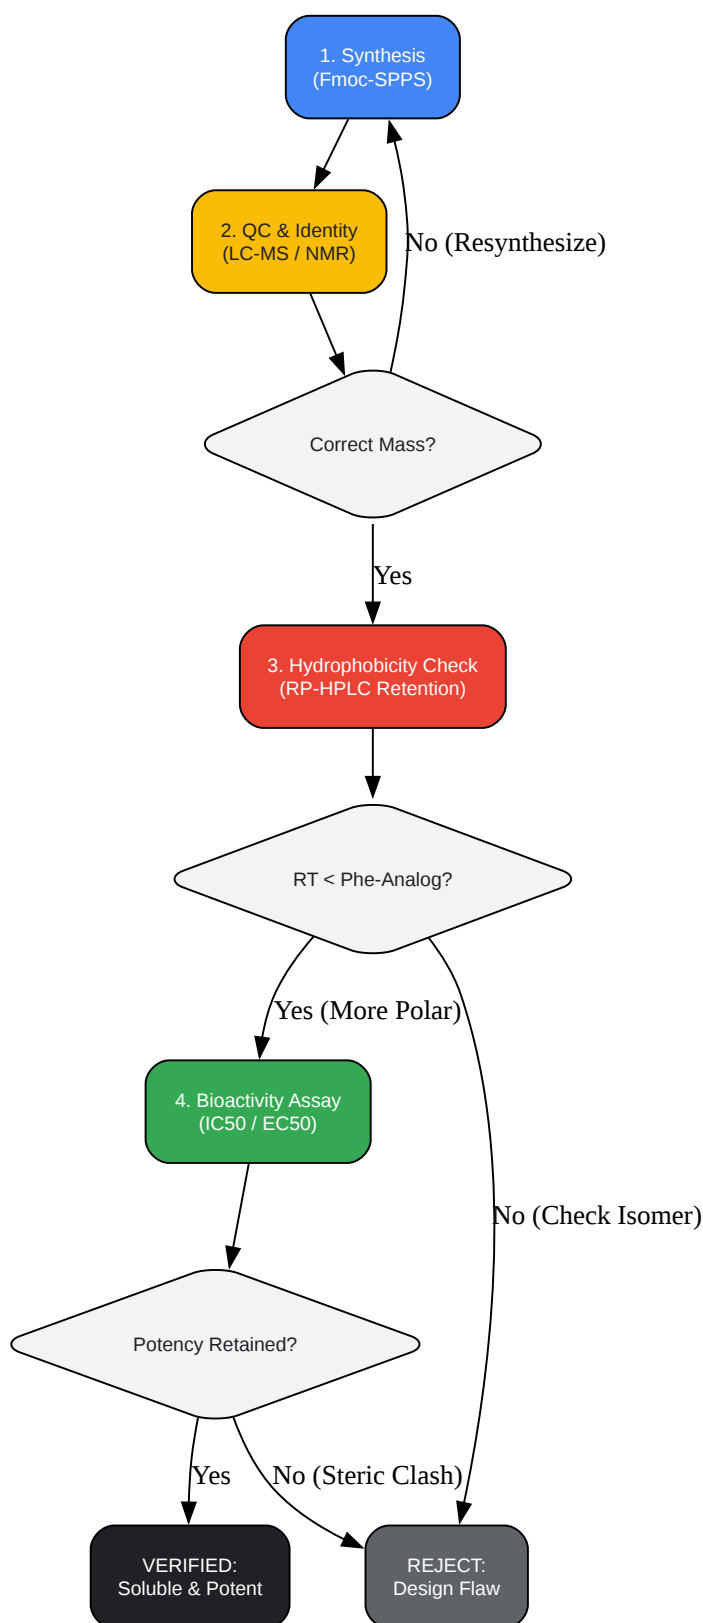 1. Synthesis
(Fmoc-SPPS)
2. QC & Identity
(LC-MS / NMR)
No (Resynthesize)
Correct Mass?
Yes
3. Hydrophobicity Check
(RP-HPLC Retention)
RT < Phe-Analog?
Yes (More Polar)
4. Bioactivity Assay
(IC50 / EC50)
No (Check Isomer)
Potency Retained?
Yes
No (Steric Clash)
VERIFIED:
Soluble & Potent
REJECT:
Design Flaw